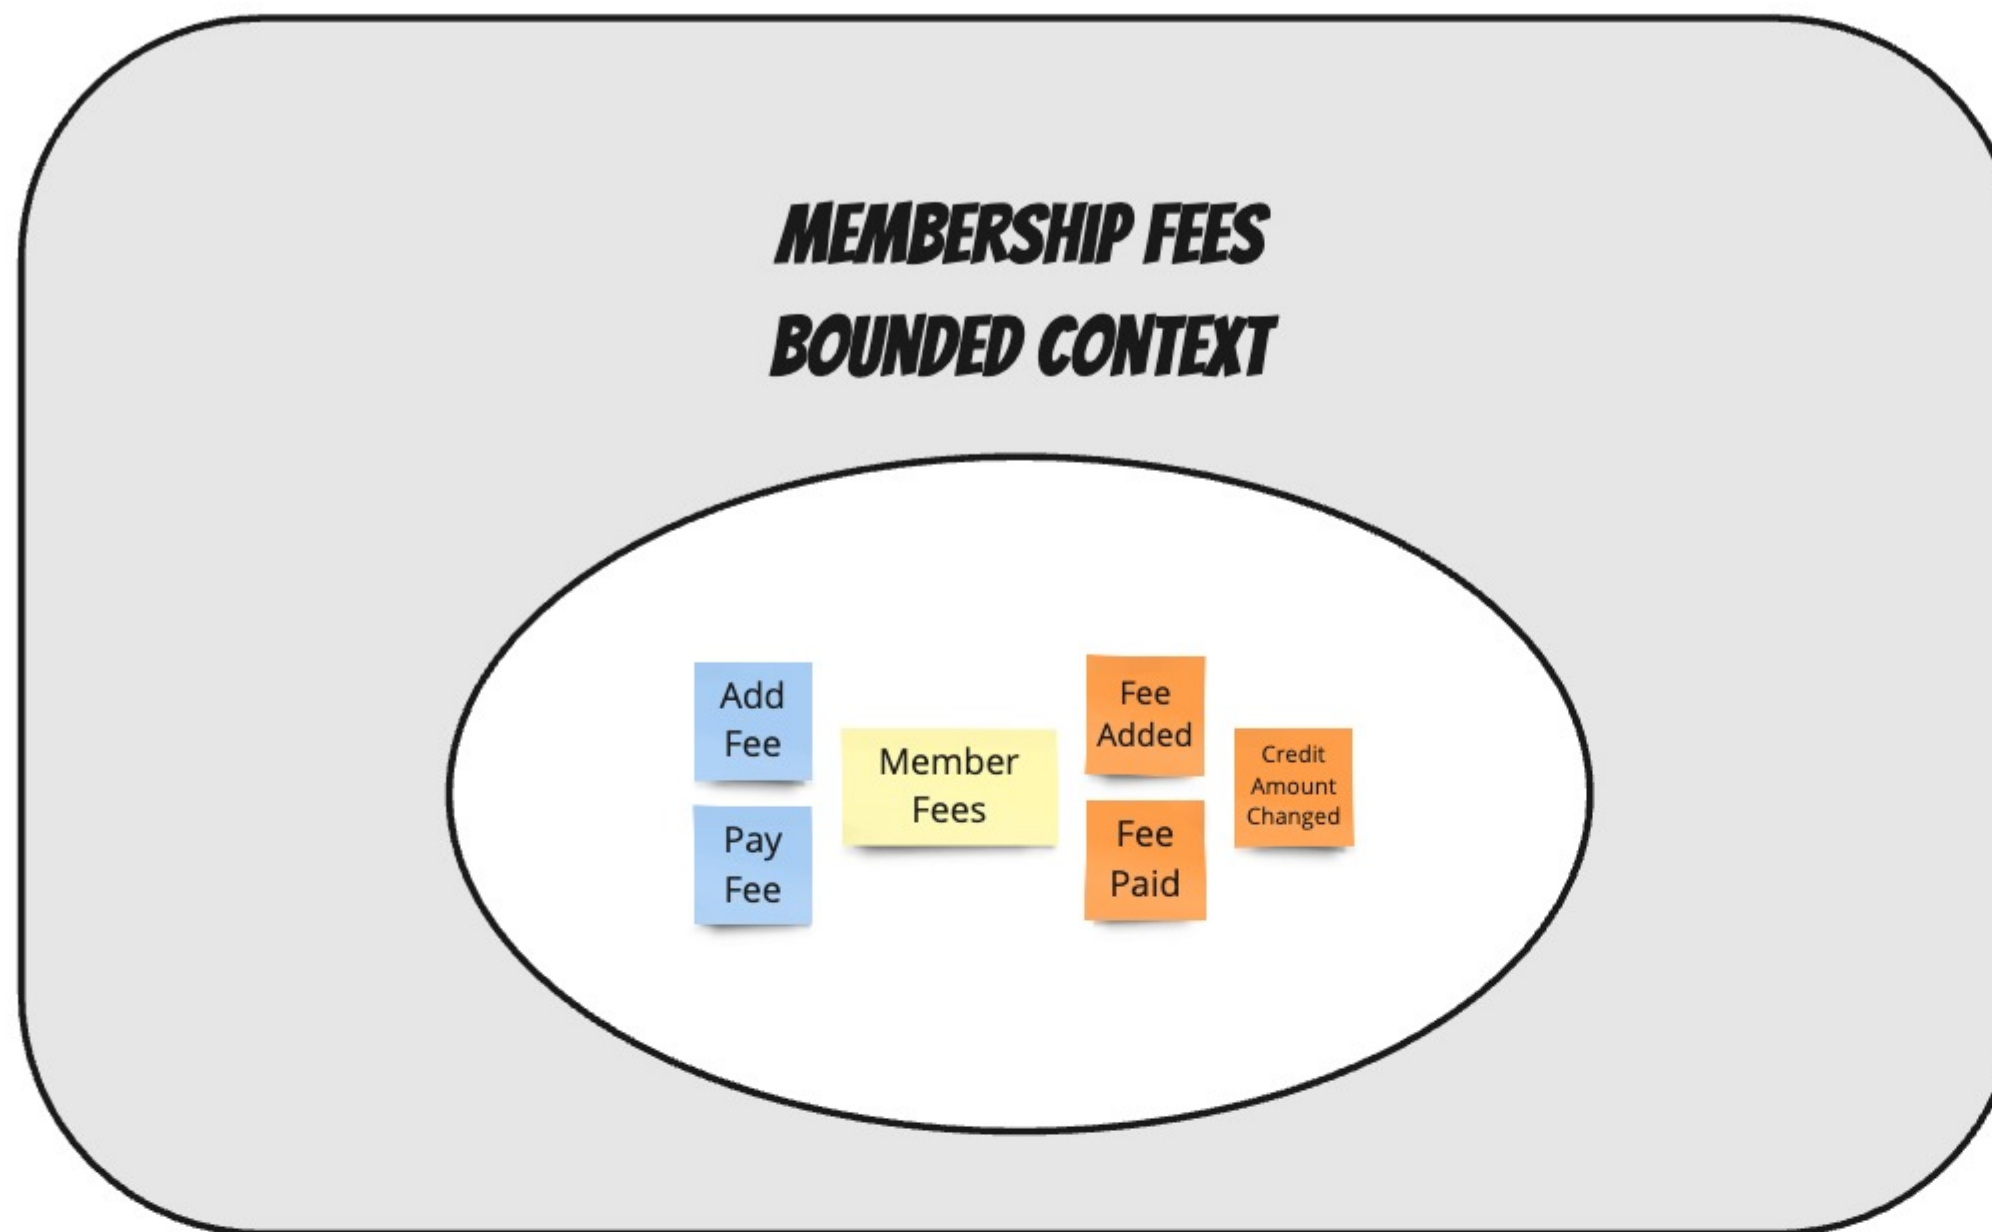 MEMBERSHIP FEES
BOUNDED CONTEXT
Add
Fee
Pay
Fee
Member
Fees
Fee
Added
Fee
Paid
Credit
Amount
Changed